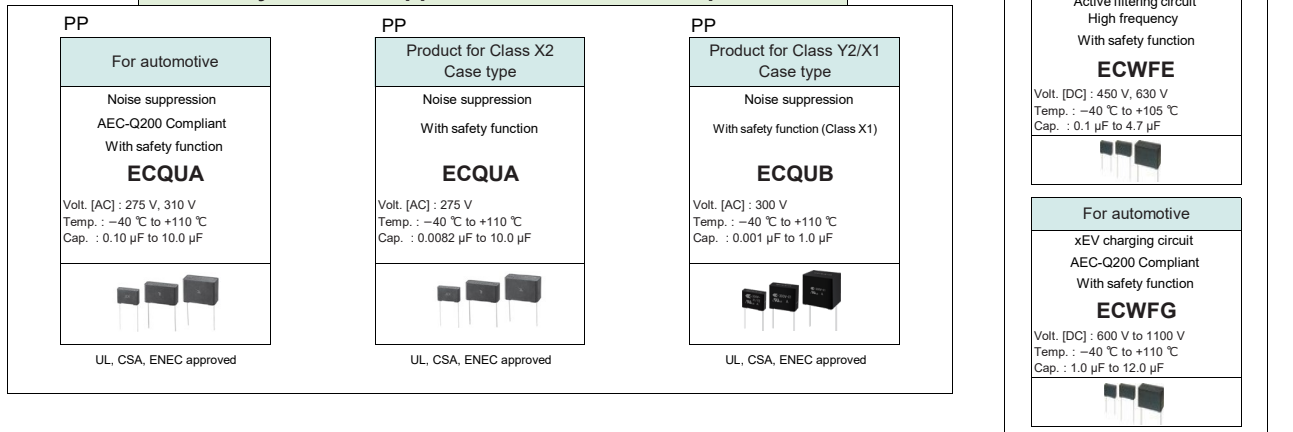 PP
For automotive
Noise suppression
AEC-Q200 Compliant
With safety function
ECQUA
Volt. [AC] : 275 V, 310 V
Temp. : −40 ℃ to +110 ℃
Cap. : 0.10 μF to 10.0 μF
UL, CSA, ENEC approved
PP
Product for Class X2
Case type
Noise suppression
With safety function
ECQUA
Volt. [AC] : 275 V
Temp. : −40 ℃ to +110 ℃
Cap. : 0.0082 μF to 10.0 μF
UL, CSA, ENEC approved
PP
Product for Class Y2/X1
Case type
Noise suppression
With safety function (Class X1)
ECQUB
Volt. [AC] : 300 V
Temp. : −40 ℃ to +110 ℃
Cap. : 0.001 μF to 1.0 μF
UL, CSA, ENEC approved
Active filtering circuit
High frequency
With safety function
ECWFE
Volt. [DC] : 450 V, 630 V
Temp. : −40 ℃ to +105 ℃
Cap. : 0.1 μF to 4.7 μF
For automotive
xEV charging circuit
AEC-Q200 Compliant
With safety function
ECWFG
Volt. [DC] : 600 V to 1100 V
Temp. : −40 ℃ to +110 ℃
Cap. : 1.0 μF to 12.0 μF